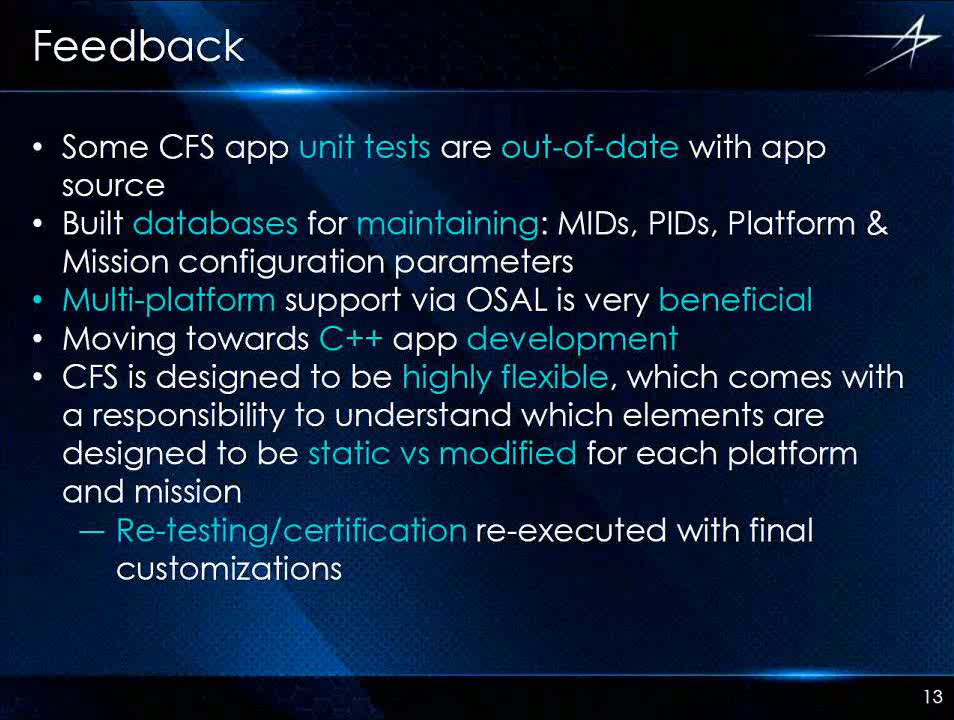 Feedback
• Some CFS app unit tests are out-of-date with app
source
• Built databases for maintaining: MIDs, PIDs, Platform &
Mission configuration parameters
• Multi-platform support via OSAL is very beneficial
• Moving towards C++ app development
• CFS is designed to be highly flexible, which comes with
a responsibility to understand which elements are
designed to be static vs modified for each platform
and mission
— Re-testing/certification re-executed with final
customizations
13